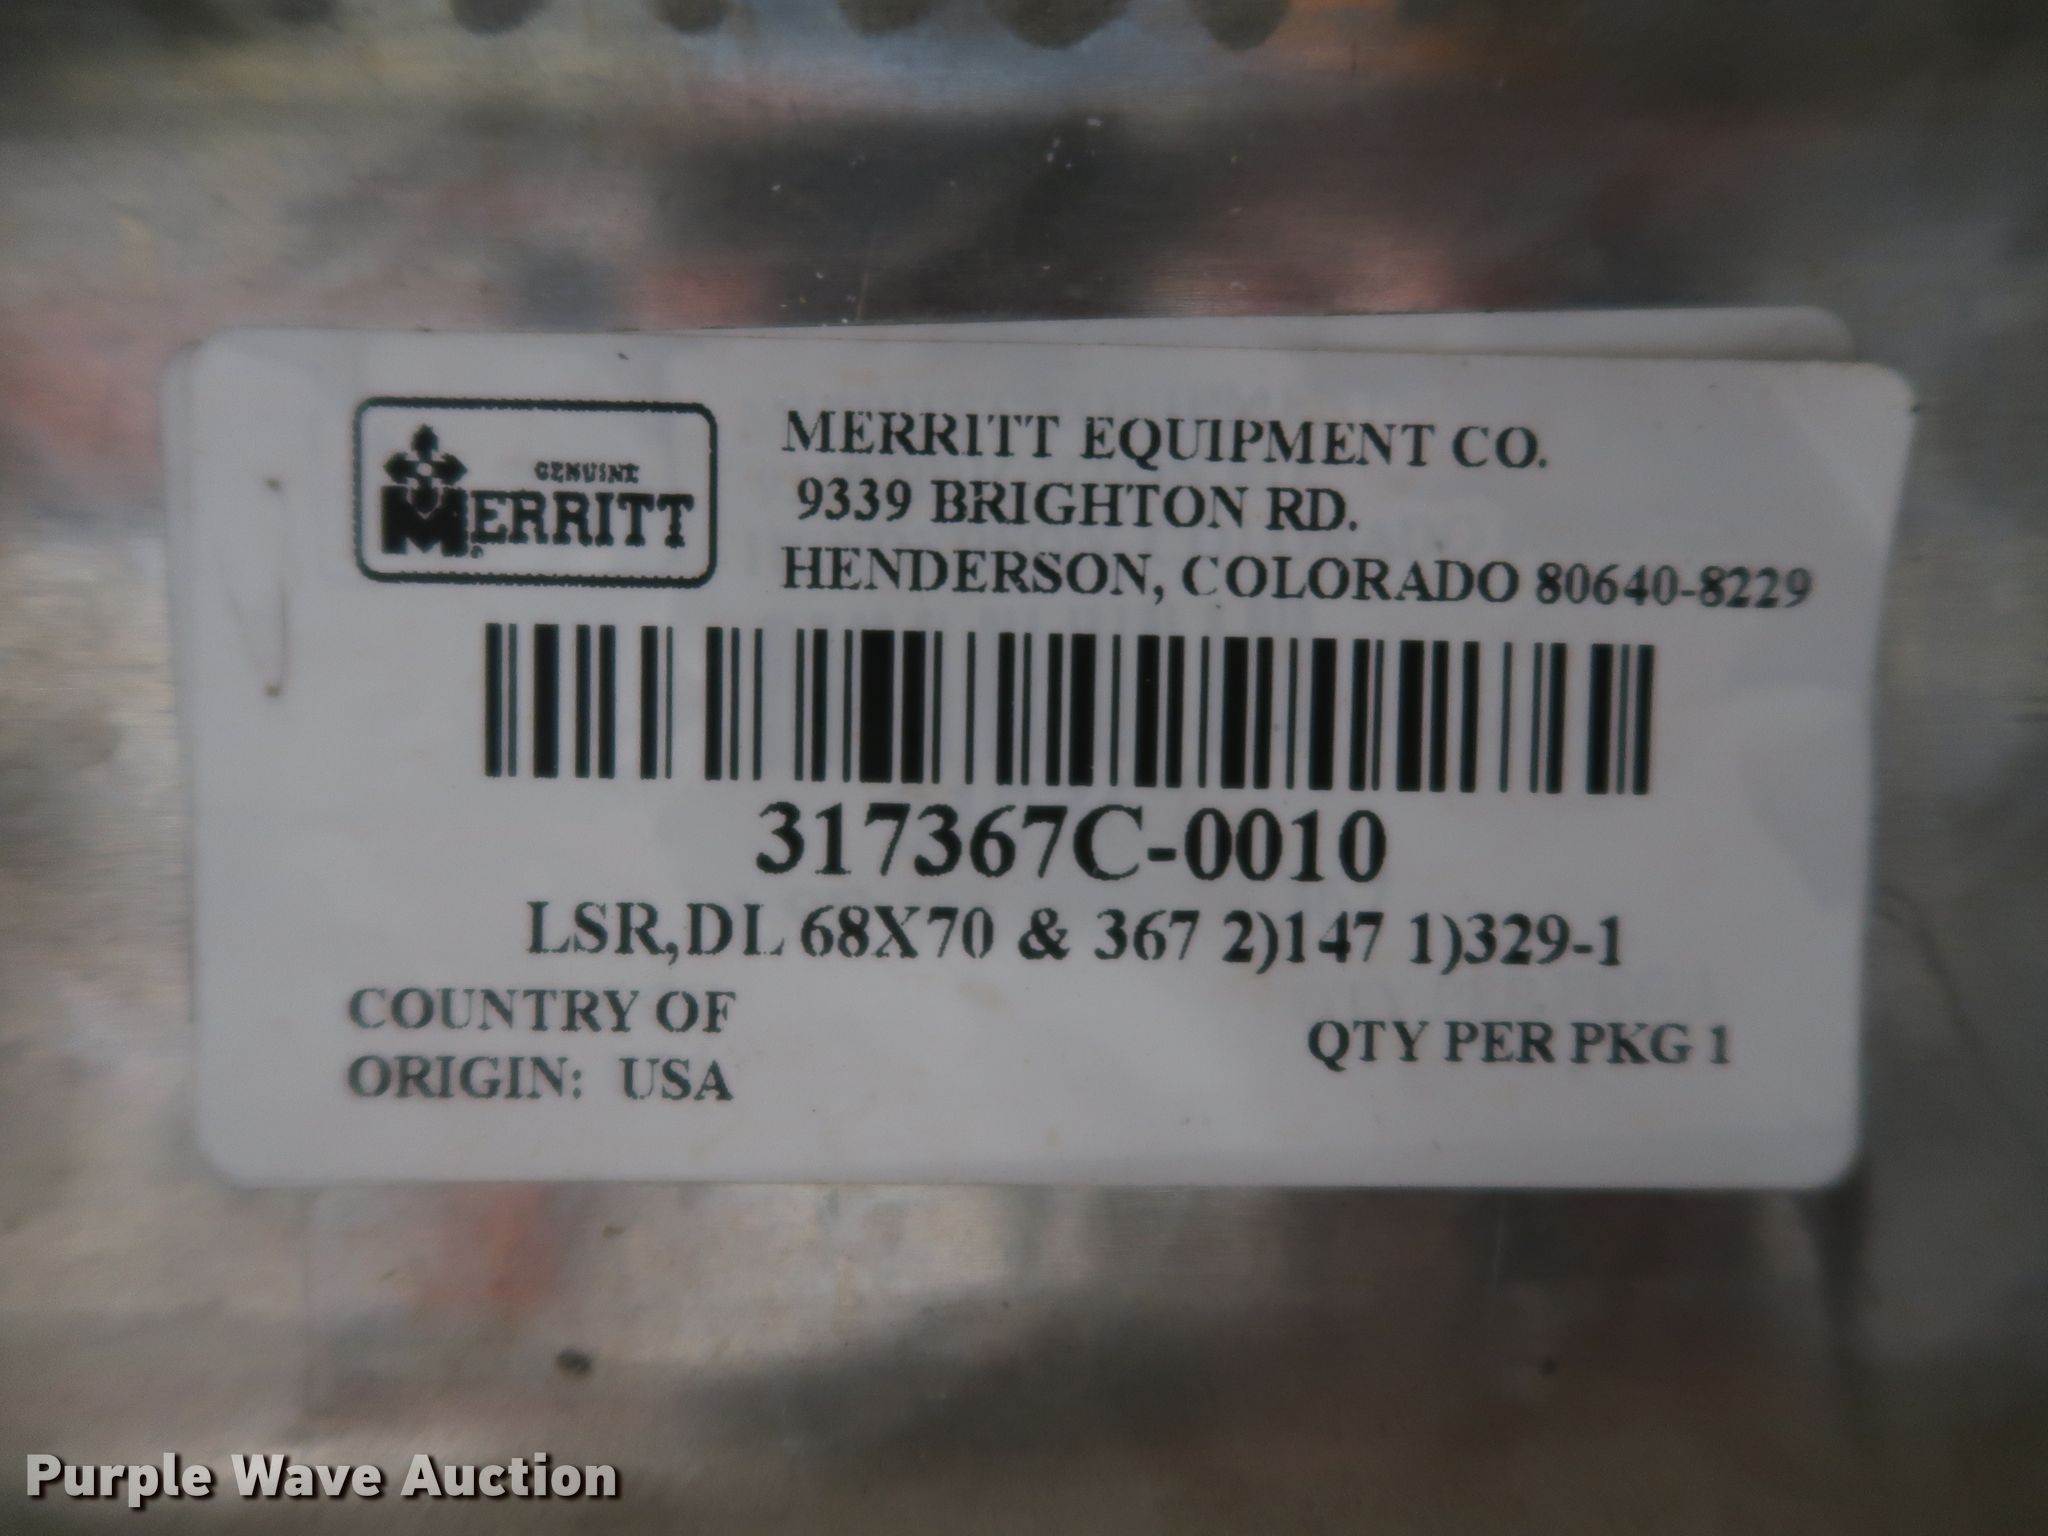 GENUINE
MERRITT
MERRITT EQUIPMENT CO.
9339 BRIGHTON RD.
HENDERSON, COLORADO 80640-8229
317367C-0010
LSR,DL 68X70 & 367 2)147 1)329-1
COUNTRY OF
ORIGIN: USA
QTY PER PKG 1
Purple Wave Auction